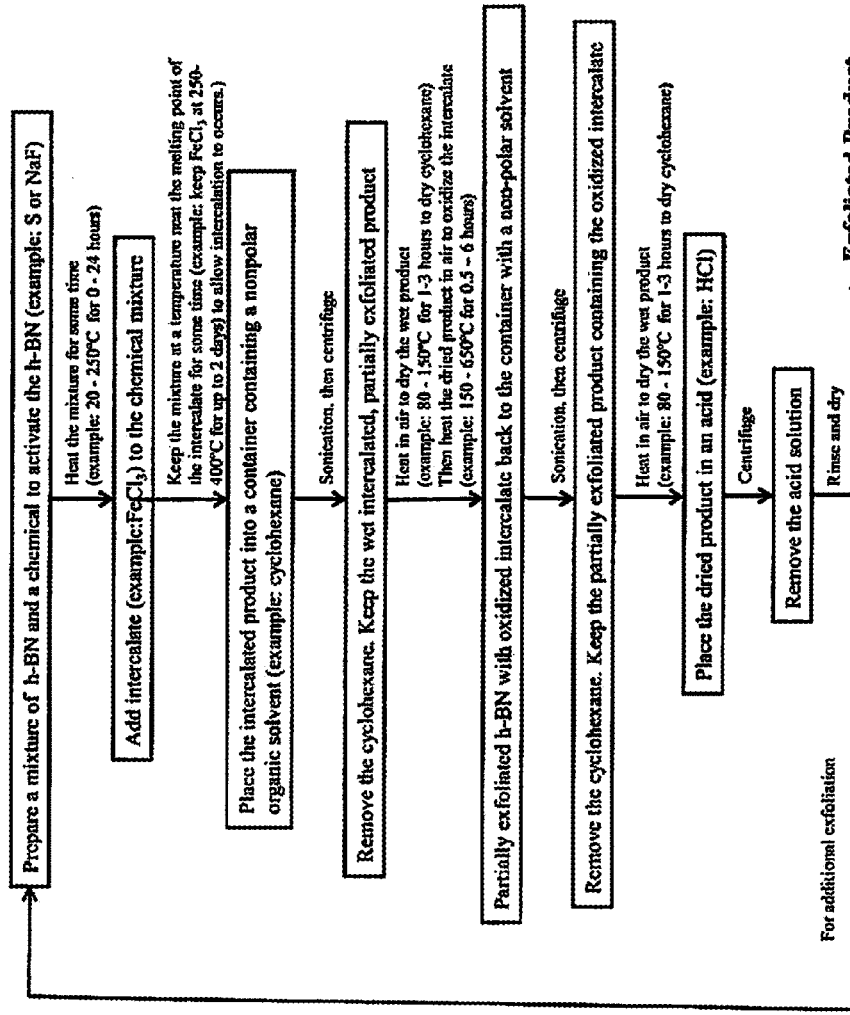 Prepare a mixture of h-BN and a chemical to activate the h-BN (example: S or NaF)
Heat the mixture for some time
(example: 20 - 250°C for 0 - 24 hours)
Add intercalate (example:FeCl₃) to the chemical mixture
Keep the mixture at a temperature neat the melting point of
the intercalate for some time (example: keep FeCl₃ at 250-
400°C for up to 2 days) to allow intercalation to occurs.)
Place the intercalated product into a container containing a nonpolar
organic solvent (example: cyclohexane)
Sonication, then centrifuge
Remove the cyclohexane. Keep the wet intercalated, partially exfoliated product
Heat in air to dry the wet product
(example: 80 - 150°C for 1-3 hours to dry cyclohexane)
Then heat the dried product in air to oxidize the intercalate
(example: 150 - 650°C for 0.5 – 6 hours)
Partially exfoliated h-BN with oxidized intercalate back to the container with a non-polar solvent
Sonication, then centrifuge
Remove the cyclohexane. Keep the partially exfoliated product containing the oxidized intercalate
Heat in air to dry the wet product
(example: 80 - 150°C for 1-3 hours to dry cyclohexane)
Place the dried product in an acid (example: HCl)
Centrifuge
Remove the acid solution
Rinse and dry
For additional exfoliation
Exfoliated Product